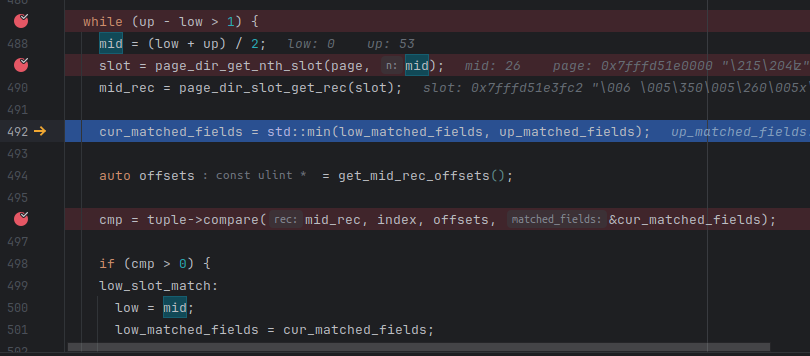 while (up - low > 1) {
488 mid = (low + up) / 2; low: 0 up: 53
slot = page_dir_get_nth_slot(page, n: mid); mid: 26 page: 0x7fffd51e0000 "\215\204
490 mid_rec = page_dir_slot_get_rec(slot); slot: 0x7fffd51e3fc2 "\006 \005\350\005\260\005x
491
492 cur_matched_fields = std::min(low_matched_fields, up_matched_fields); up_matched_fields
493
494 auto offsets : const ulint * = get_mid_rec_offsets();
495
cmp = tuple->compare( rec: mid_rec, index, offsets, matched_fields: &cur_matched_fields);
497
498 if (cmp > 0) {
499 low_slot_match:
500 low = mid;
501 low_matched_fields = cur_matched_fields;